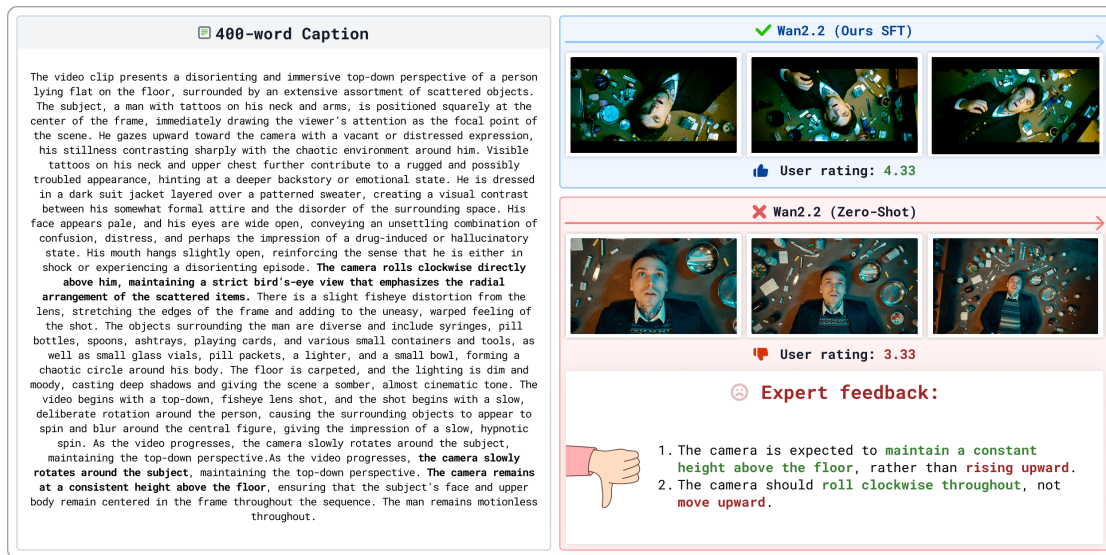 400-word Caption
The video clip presents a disorienting and immersive top-down perspective of a person
lying flat on the floor, surrounded by an extensive assortment of scattered objects.
The subject, a man with tattoos on his neck and arms, is positioned squarely at the
center of the frame, immediately drawing the viewer's attention as the focal point of
the scene. He gazes upward toward the camera with a vacant or distressed expression,
his stillness contrasting sharply with the chaotic environment around him. Visible
tattoos on his neck and upper chest further contribute to a rugged and possibly
troubled appearance, hinting at a deeper backstory or emotional state. He is dressed
in a dark suit jacket layered over a patterned sweater, creating a visual contrast
between his somewhat formal attire and the disorder of the surrounding space. His
face appears pale, and his eyes are wide open, conveying an unsettling combination of
confusion, distress, and perhaps the impression of a drug-induced or hallucinatory
state. His mouth hangs slightly open, reinforcing the sense that he is either in
shock or experiencing a disorienting episode. The camera rolls clockwise directly
above him, maintaining a strict bird's-eye view that emphasizes the radial
arrangement of the scattered items. There is a slight fisheye distortion from the
lens, stretching the edges of the frame and adding to the uneasy, warped feeling of
the shot. The objects surrounding the man are diverse and include syringes, pill
bottles, spoons, ashtrays, playing cards, and various small containers and tools, as
well as small glass vials, pill packets, a lighter, and a small bowl, forming a
chaotic circle around his body. The floor is carpeted, and the lighting is dim and
moody, casting deep shadows and giving the scene a somber, almost cinematic tone. The
video begins with a top-down, fisheye lens shot, and the shot begins with a slow,
deliberate rotation around the person, causing the surrounding objects to appear to
spin and blur around the central figure, giving the impression of a slow, hypnotic
spin. As the video progresses, the camera slowly rotates around the subject,
maintaining the top-down perspective.As the video progresses, the camera slowly
rotates around the subject, maintaining the top-down perspective. The camera remains
at a consistent height above the floor, ensuring that the subject's face and upper
body remain centered in the frame throughout the sequence. The man remains motionless
throughout.
Wan2.2 (Ours SFT)
User rating: 4.33
Wan2.2 (Zero-Shot)
User rating: 3.33
Expert feedback:
1. The camera is expected to maintain a constant
height above the floor, rather than rising upward.
2. The camera should roll clockwise throughout, not
move upward.